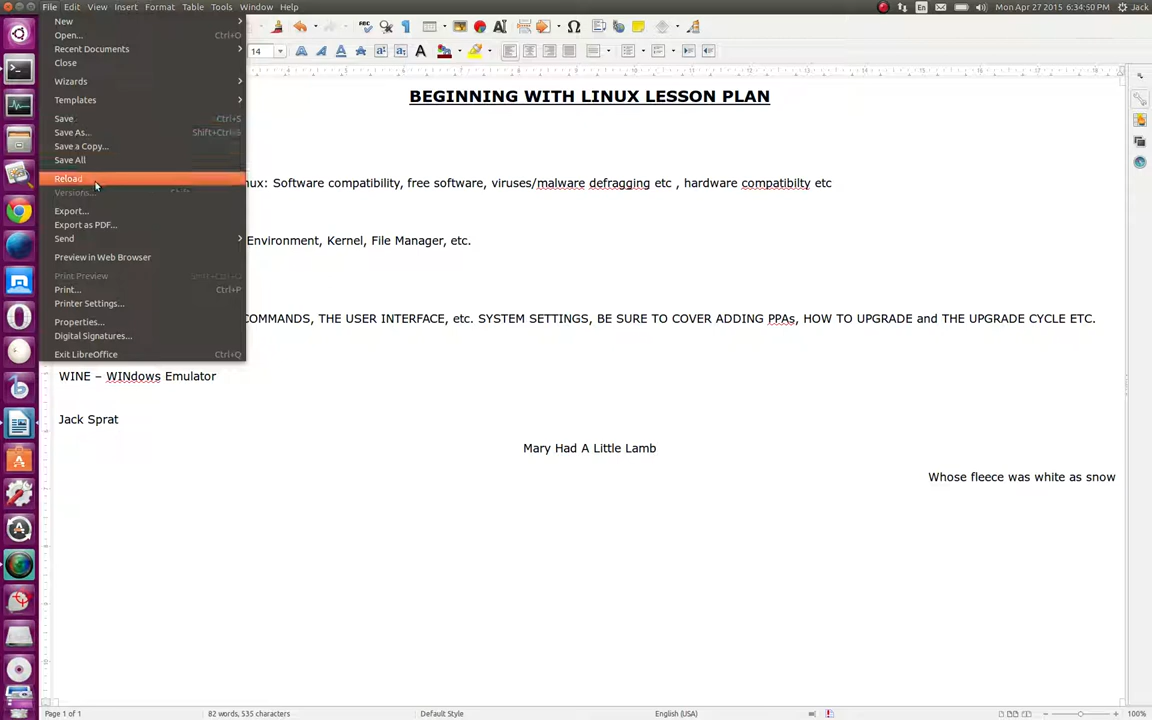 File Edit View Insert Format Table Tools Window Help
En Mon Apr 27 2015 6:34:50 PM Jack
New
Open... Ctrl+O
Recent Documents
Close
Wizards
Templates
Save Ctrl+S
Save As... Shift+Ctrl+S
Save a Copy...
Save All
Reload
Versions...
Export...
Export as PDF...
Send
Preview in Web Browser
Print Preview
Print... Ctrl+P
Printer Settings...
Properties...
Digital Signatures...
Exit LibreOffice Ctrl+Q
14
BEGINNING WITH LINUX LESSON PLAN
nux: Software compatibility, free software, viruses/malware defragging etc , hardware compatibilty etc
Environment, Kernel, File Manager, etc.
COMMANDS, THE USER INTERFACE, etc. SYSTEM SETTINGS, BE SURE TO COVER ADDING PPAs, HOW TO UPGRADE and THE UPGRADE CYCLE ETC.
WINE – WINdows Emulator
Jack Sprat
Mary Had A Little Lamb
Whose fleece was white as snow
Page 1 of 1 82 words, 535 characters Default Style English (USA) 100%